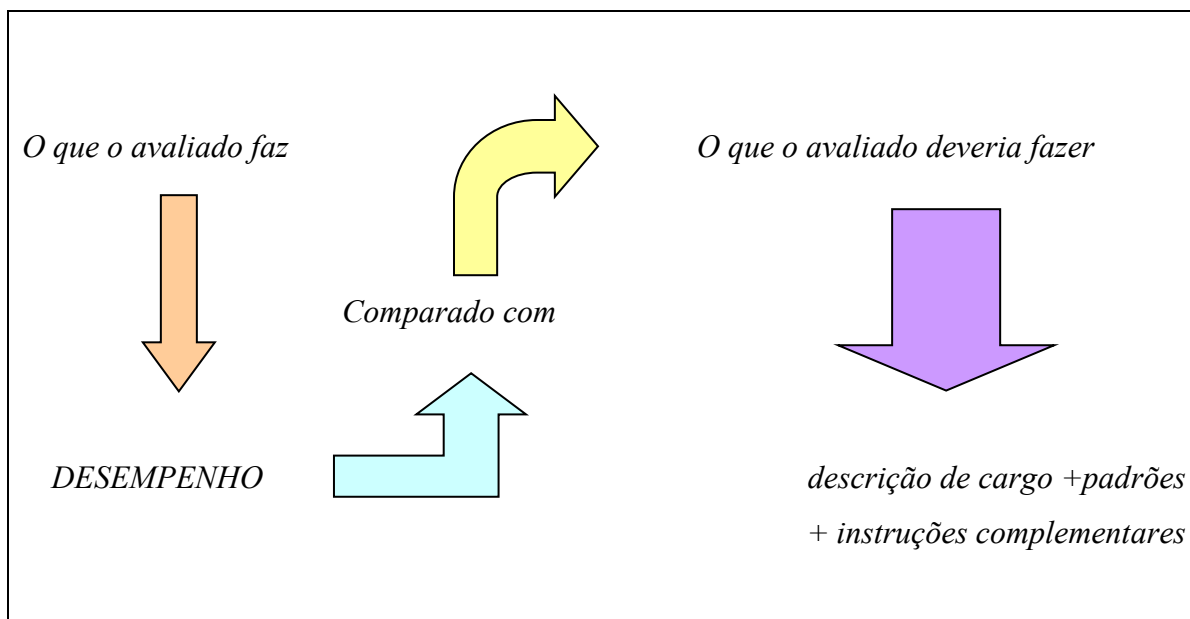 O que o avaliado faz
O que o avaliado deveria fazer
Comparado com
DESEMPENHO
descrição de cargo +padrões
+ instruções complementares